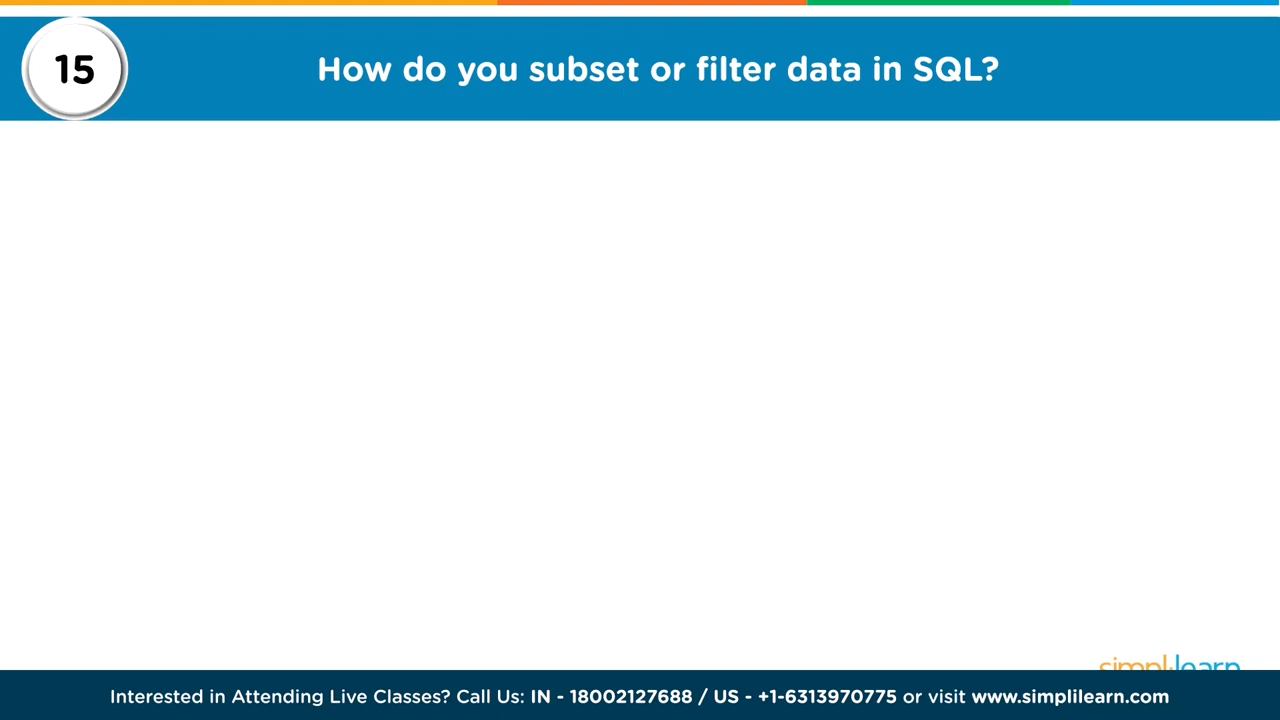 15
How do you subset or filter data in SQL?
simplilearn
Interested in Attending Live Classes? Call Us: IN - 18002127688 / US - +1-6313970775 or visit www.simplilearn.com